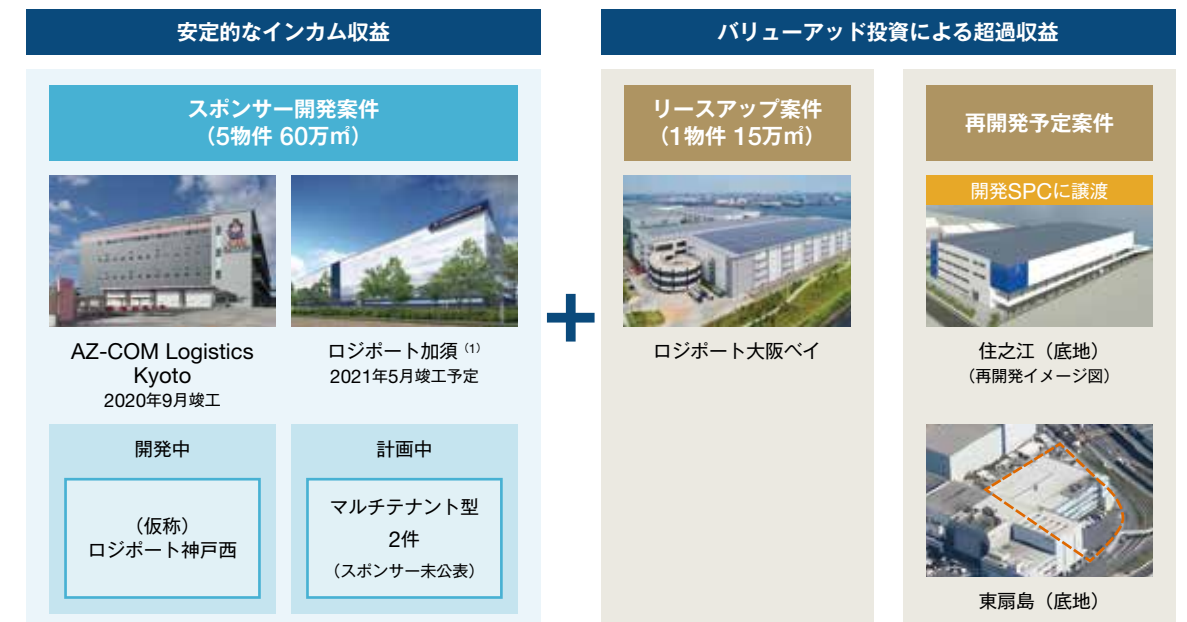 安定的なインカム収益
スポンサー開発案件
（5物件 60万㎡）
AZ-COM Logistics
Kyoto
2020年9月竣工
ロジポート加須 (1)
2021年5月竣工予定
開発中
（仮称）
ロジポート神戸西
計画中
マルチテナント型
2件
（スポンサー未公表）
+
バリューアッド投資による超過収益
リースアップ案件
（1物件 15万㎡）
ロジポート大阪ベイ
再開発予定案件
開発SPCに譲渡
住之江（底地）
（再開発イメージ図）
東扇島（底地）